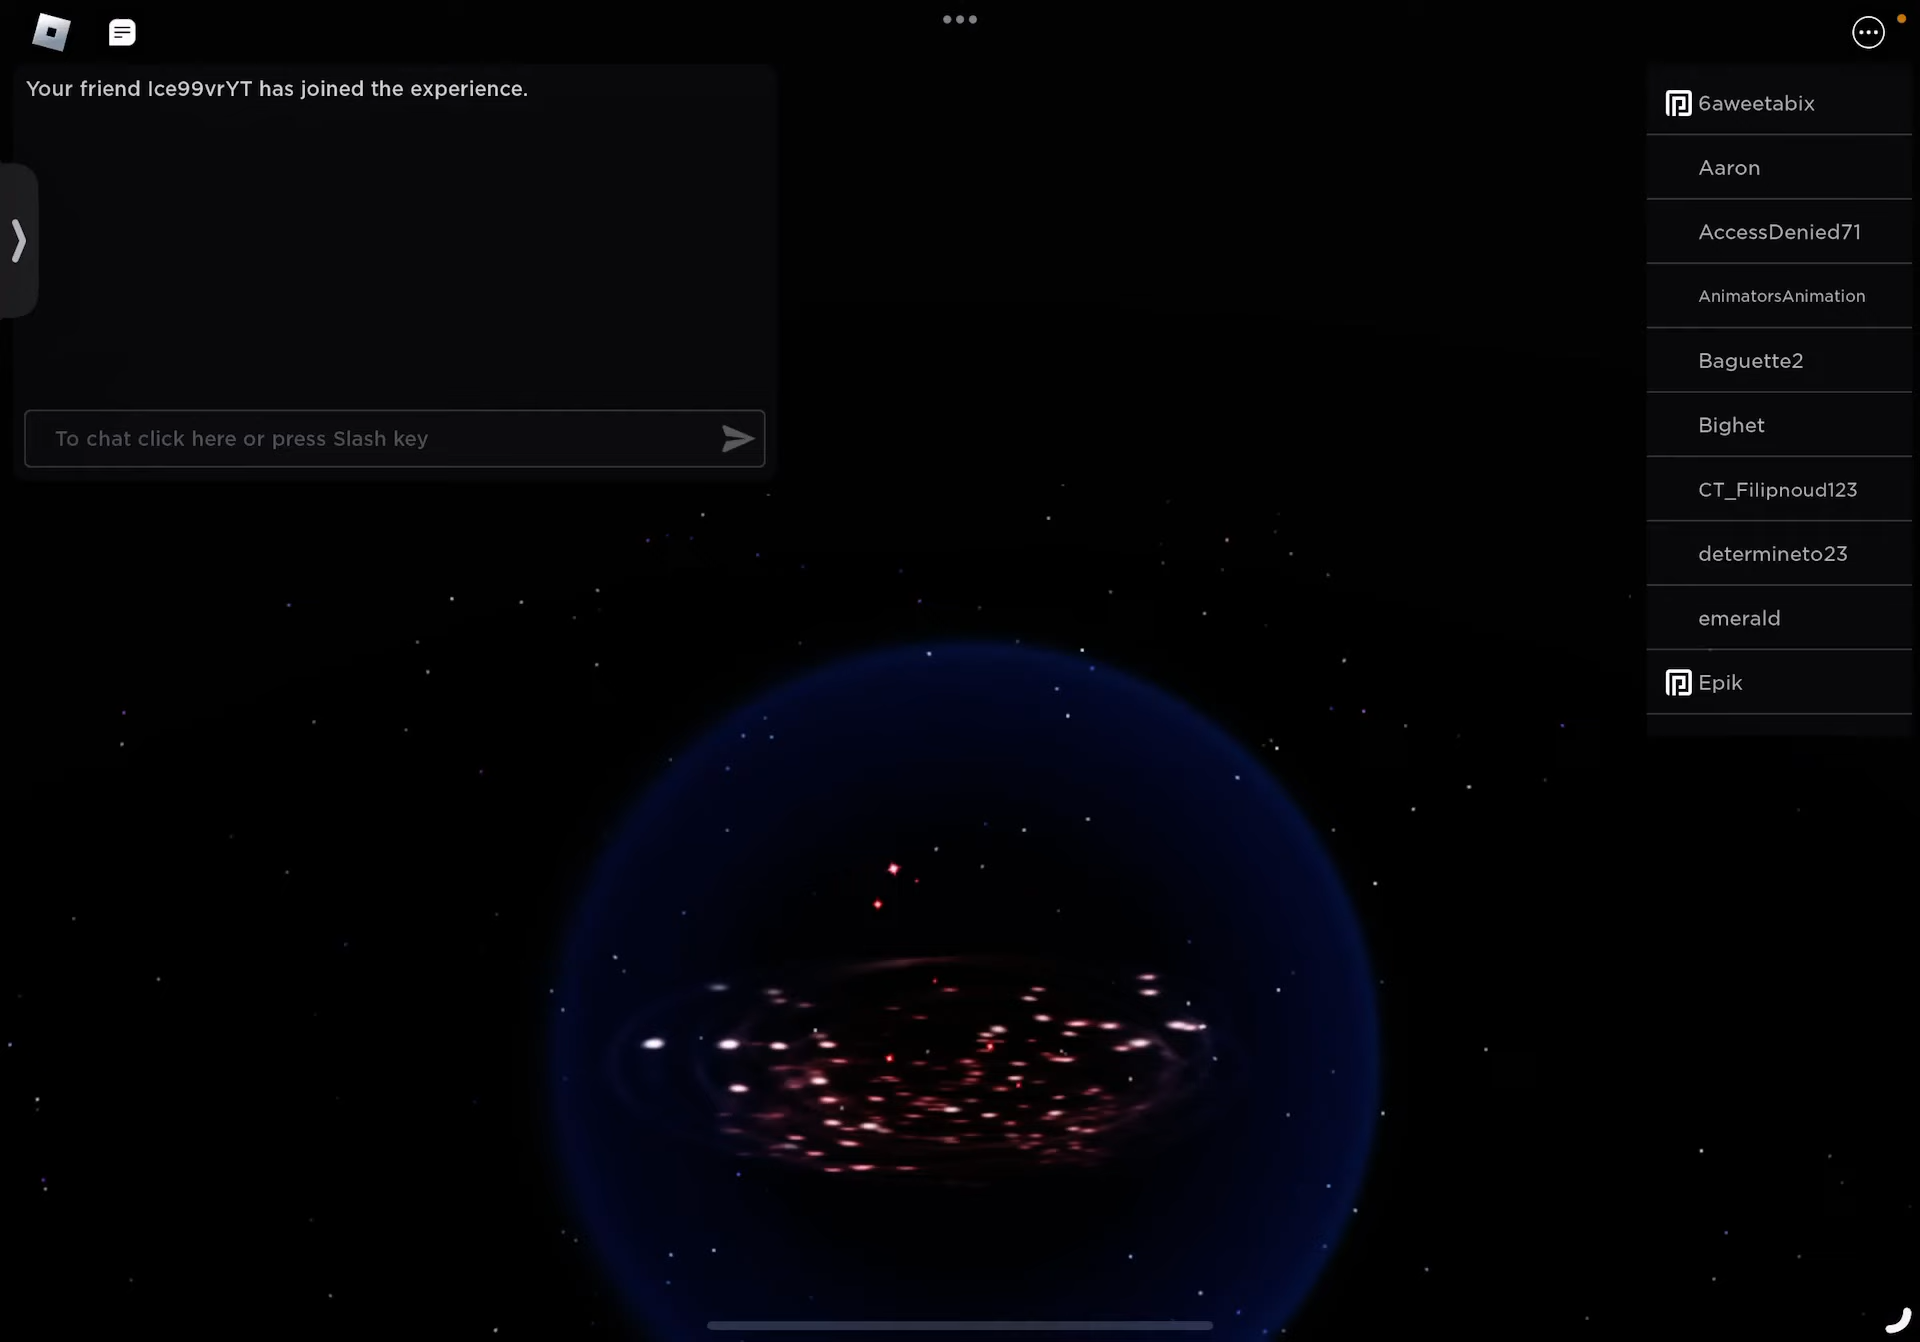 Your friend Ice99vrYT has joined the experience.
To chat click here or press Slash key
6aweetabix
Aaron
AccessDenied71
AnimatorsAnimation
Baguette2
Bighet
CT_Filipnoud123
determineto23
emerald
Epik